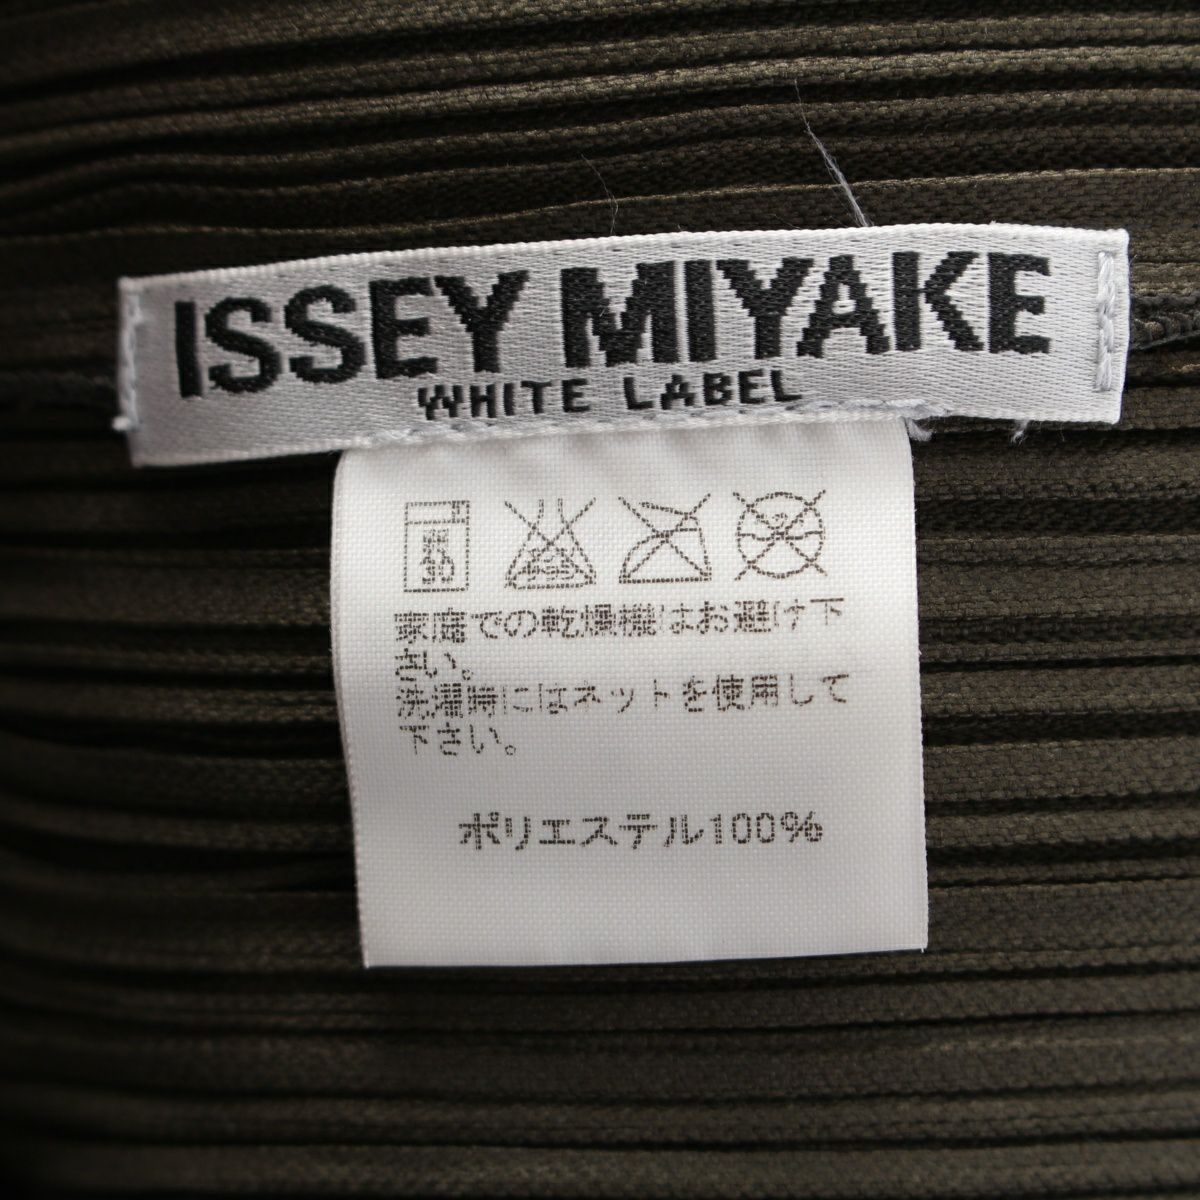 ISSEY MIYAKE
WHITE LABEL
家庭での乾燥機はお避け下
さい。
洗濯時にはネットを使用して
下さい。
ポリエステル100%